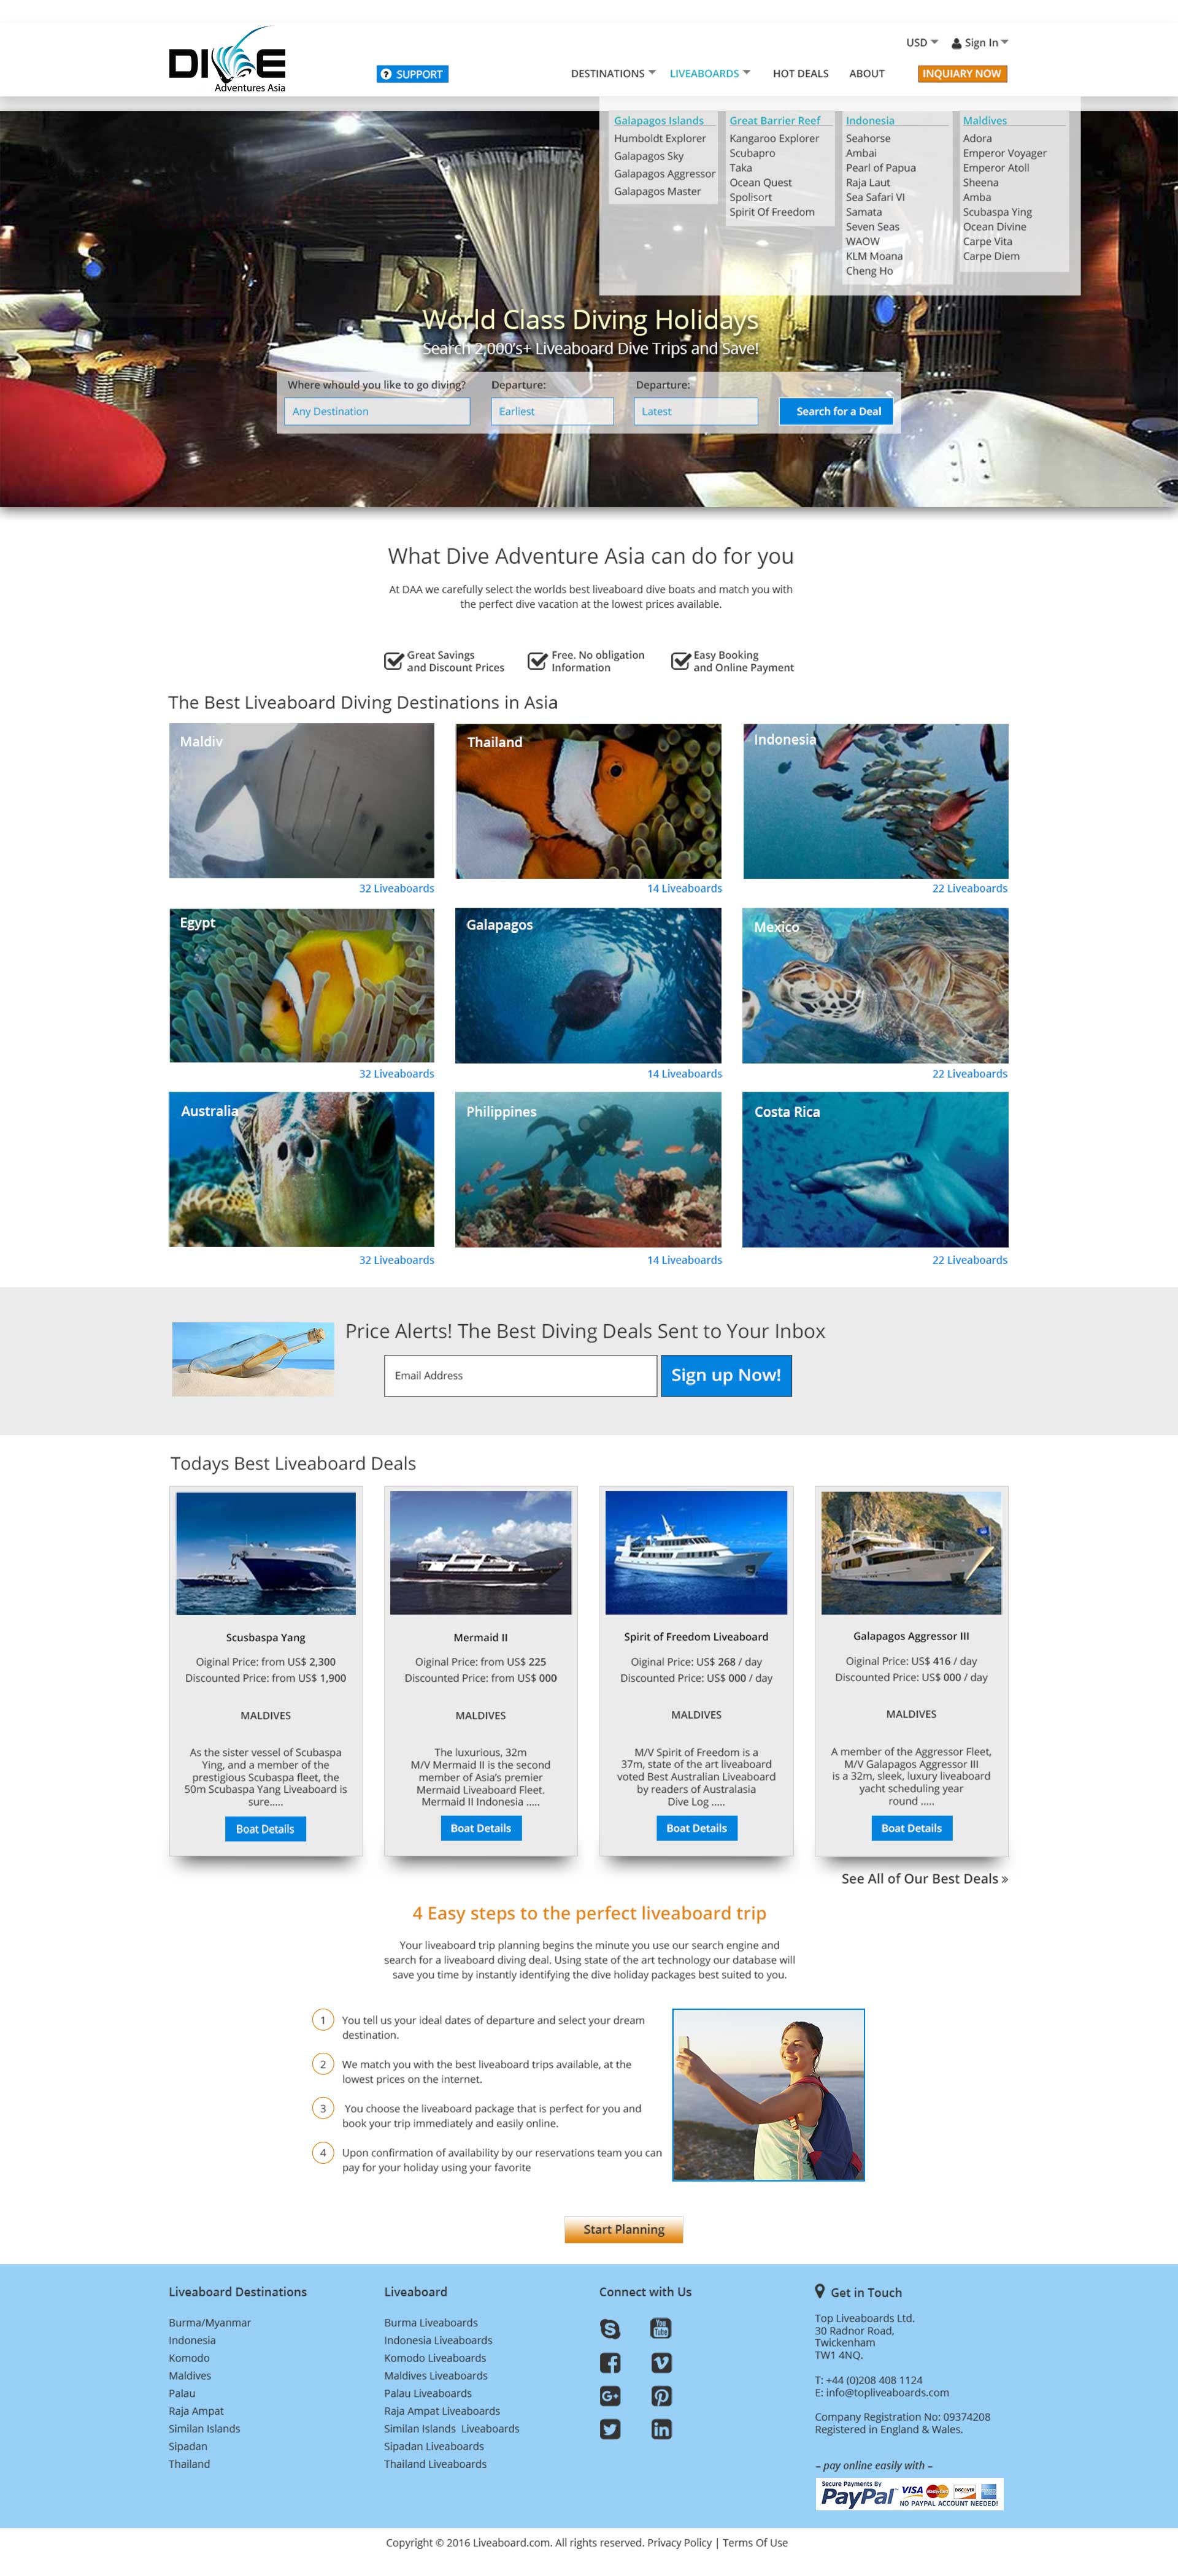 DIVE
Adventures Asia
SUPPORT
USD
Sign In
DESTINATIONS
LIVEABOARDS
HOT DEALS
ABOUT
INQUIARY NOW
Galapagos Islands
Humboldt Explorer
Galapagos Sky
Galapagos Aggressor
Galapagos Master
Great Barrier Reef
Kangaroo Explorer
Scubapro
Taka
Ocean Quest
Spolisort
Spirit Of Freedom
Indonesia
Seahorse
Ambai
Pearl of Papua
Raja Laut
Sea Safari VI
Samata
Seven Seas
WAOW
KLM Moana
Cheng Ho
Maldives
Adora
Emperor Voyager
Emperor Atoll
Sheena
Amba
Scubaspa Ying
Ocean Divine
Carpe Vita
Carpe Diem
World Class Diving Holidays
Search 2,000's+ Liveaboard Dive Trips and Save!
Where whould you like to go diving?
Any Destination
Departure:
Earliest
Departure:
Latest
Search for a Deal
What Dive Adventure Asia can do for you
At DAA we carefully select the worlds best liveaboard dive boats and match you with
the perfect dive vacation at the lowest prices available.
Great Savings
and Discount Prices
Free. No obligation
Information
Easy Booking
and Online Payment
The Best Liveaboard Diving Destinations in Asia
Maldiv
Thailand
Indonesia
32 Liveaboards
14 Liveaboards
22 Liveaboards
Egypt
Galapagos
Mexico
32 Liveaboards
14 Liveaboards
22 Liveaboards
Australia
Philippines
Costa Rica
32 Liveaboards
14 Liveaboards
22 Liveaboards
Price Alerts! The Best Diving Deals Sent to Your Inbox
Email Address
Sign up Now!
Todays Best Liveaboard Deals
Scusbaspa Yang
Oiginal Price: from US$ 2,300
Discounted Price: from US$ 1,900
MALDIVES
As the sister vessel of Scubaspa
Ying, and a member of the
prestigious Scubaspa fleet, the
50m Scubaspa Yang Liveaboard is
sure.....
Boat Details
Mermaid II
Oiginal Price: from US$ 225
Discounted Price: from US$ 000
MALDIVES
The luxurious, 32m
M/V Mermaid II is the second
member of Asia's premier
Mermaid Liveaboard Fleet.
Mermaid II Indonesia .....
Boat Details
Spirit of Freedom Liveaboard
Oiginal Price: US$ 268 / day
Discounted Price: US$ 000 / day
MALDIVES
M/V Spirit of Freedom is a
37m, state of the art liveaboard
voted Best Australian Liveaboard
by readers of Australasia
Dive Log .....
Boat Details
Galapagos Aggressor III
Oiginal Price: US$ 416 / day
Discounted Price: US$ 000 / day
MALDIVES
A member of the Aggressor Fleet,
M/V Galapagos Aggressor III
is a 32m, sleek, luxury liveaboard
yacht scheduling year
round .....
Boat Details
See All of Our Best Deals »
4 Easy steps to the perfect liveaboard trip
Your liveaboard trip planning begins the minute you use our search engine and
search for a liveaboard diving deal. Using state of the art technology our database will
save you time by instantly identifying the dive holiday packages best suited to you.
1 You tell us your ideal dates of departure and select your dream
destination.
2 We match you with the best liveaboard trips available, at the
lowest prices on the internet.
3 You choose the liveaboard package that is perfect for you and
book your trip immediately and easily online.
4 Upon confirmation of availability by our reservations team you can
pay for your holiday using your favorite
Start Planning
Liveaboard Destinations
Burma/Myanmar
Indonesia
Komodo
Maldives
Palau
Raja Ampat
Similan Islands
Sipadan
Thailand
Liveaboard
Burma Liveaboards
Indonesia Liveaboards
Komodo Liveaboards
Maldives Liveaboards
Palau Liveaboards
Raja Ampat Liveaboards
Similan Islands Liveaboards
Sipadan Liveaboards
Thailand Liveaboards
Connect with Us
You
Tube
Get in Touch
Top Liveaboards Ltd.
30 Radnor Road,
Twickenham
TW1 4NQ.
T: +44 (0)208 408 1124
E: info@topliveaboards.com
Company Registration No: 09374208
Registered in England & Wales.
– pay online easily with –
Secure Payments By
PayPal
VISA
MasterCard
DISCOVER
NO PAYPAL ACCOUNT NEEDED!
Copyright © 2016 Liveaboard.com. All rights reserved. Privacy Policy | Terms Of Use